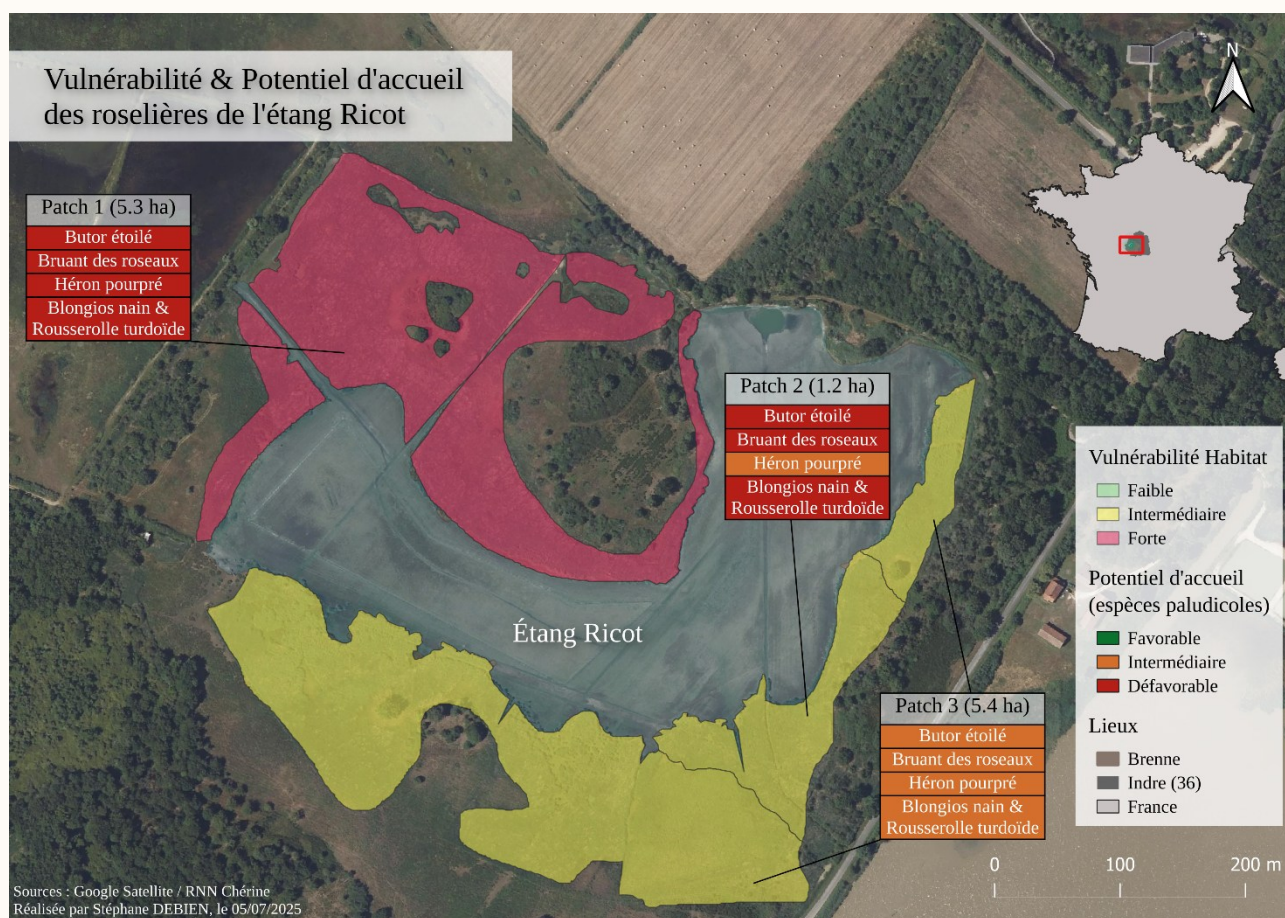 Vulnérabilité & Potentiel d'accueil
des roselières de l'étang Ricot
N
Patch 1 (5.3 ha)
Butor étoilé
Bruant des roseaux
Héron pourpré
Blongios nain &
Rousserolle turdoïde
Patch 2 (1.2 ha)
Butor étoilé
Bruant des roseaux
Héron pourpré
Blongios nain &
Rousserolle turdoïde
Étang Ricot
Patch 3 (5.4 ha)
Butor étoilé
Bruant des roseaux
Héron pourpré
Blongios nain &
Rousserolle turdoïde
Vulnérabilité Habitat
Faible
Intermédiaire
Forte
Potentiel d'accueil
(espèces paludicoles)
Favorable
Intermédiaire
Défavorable
Lieux
Brenne
Indre (36)
France
0 100 200 m
Sources : Google Satellite / RNN Chérine
Réalisée par Stéphane DEBIEN, le 05/07/2025